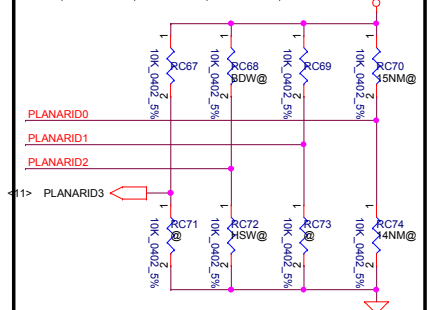 1 1 1 1
10K_0402_5% RC67 10K_0402_5% RC68 BDW@ 10K_0402_5% RC69 10K_0402_5% RC70 15NM@
2 2 2 2
PLANARID0
PLANARID1
PLANARID2
<11> PLANARID3
1 1 1 1
10K_0402_5% RC71 @ 10K_0402_5% RC72 HSW@ 10K_0402_5% RC73 @ 10K_0402_5% RC74 14NM@
2 2 2 2